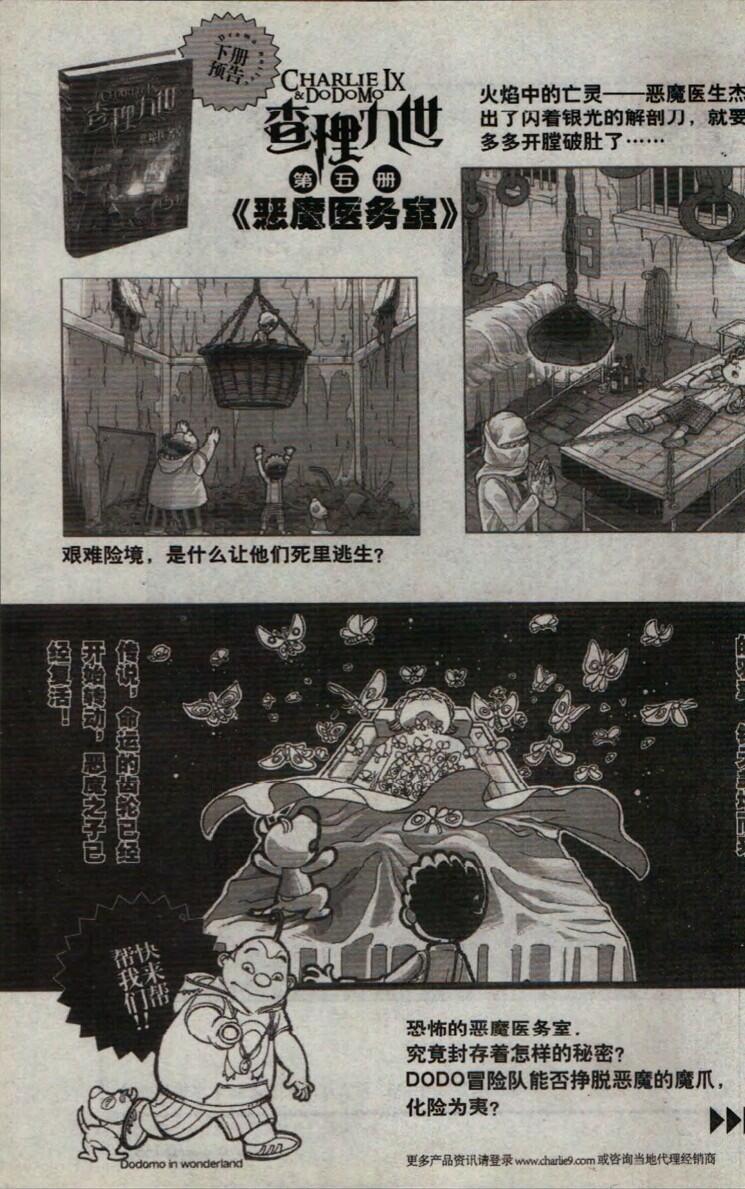 下册
预告
CHARLIE IX
& DODOMO
查理九世
第五册
《恶魔医务室》
火焰中的亡灵——恶魔医生杰
出了闪着银光的解剖刀，就要
多多开膛破肚了……
艰难险境，是什么让他们死里逃生?
传说，命运的齿轮已经
开始转动，恶魔之子已
经复活！
快来帮
帮我们!!
恐怖的恶魔医务室.
究竟封存着怎样的秘密?
DODO冒险队能否挣脱恶魔的魔爪，
化险为夷?
Dodomo in wonderland
更多产品资讯请登录 www.charlie9.com 或咨询当地代理经销商